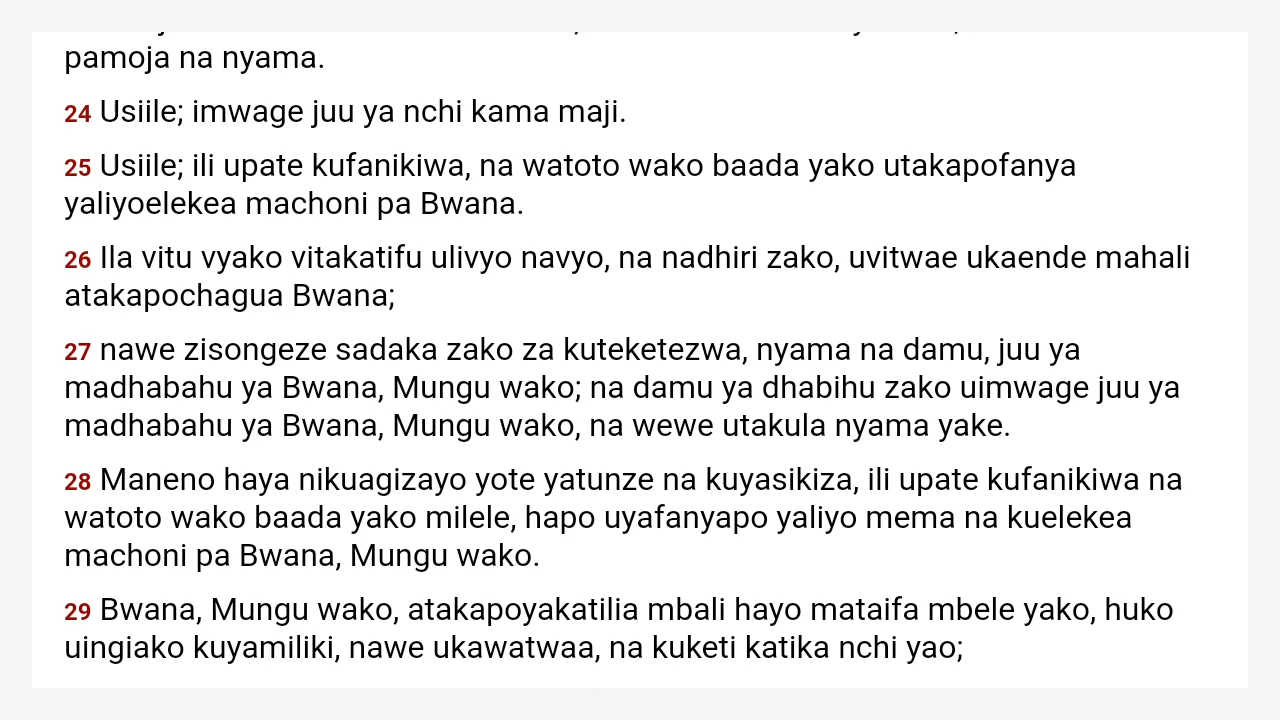 pamoja na nyama.
24 Usiile; imwage juu ya nchi kama maji.
25 Usiile; ili upate kufanikiwa, na watoto wako baada yako utakapofanya
yaliyoelekea machoni pa Bwana.
26 Ila vitu vyako vitakatifu ulivyo navyo, na nadhiri zako, uvitwae ukaende mahali
atakapochagua Bwana;
27 nawe zisongeze sadaka zako za kuteketezwa, nyama na damu, juu ya
madhabahu ya Bwana, Mungu wako; na damu ya dhabihu zako uimwage juu ya
madhabahu ya Bwana, Mungu wako, na wewe utakula nyama yake.
28 Maneno haya nikuagizayo yote yatunze na kuyasikiza, ili upate kufanikiwa na
watoto wako baada yako milele, hapo uyafanyapo yaliyo mema na kuelekea
machoni pa Bwana, Mungu wako.
29 Bwana, Mungu wako, atakapoyakatilia mbali hayo mataifa mbele yako, huko
uingiako kuyamiliki, nawe ukawatwaa, na kuketi katika nchi yao;